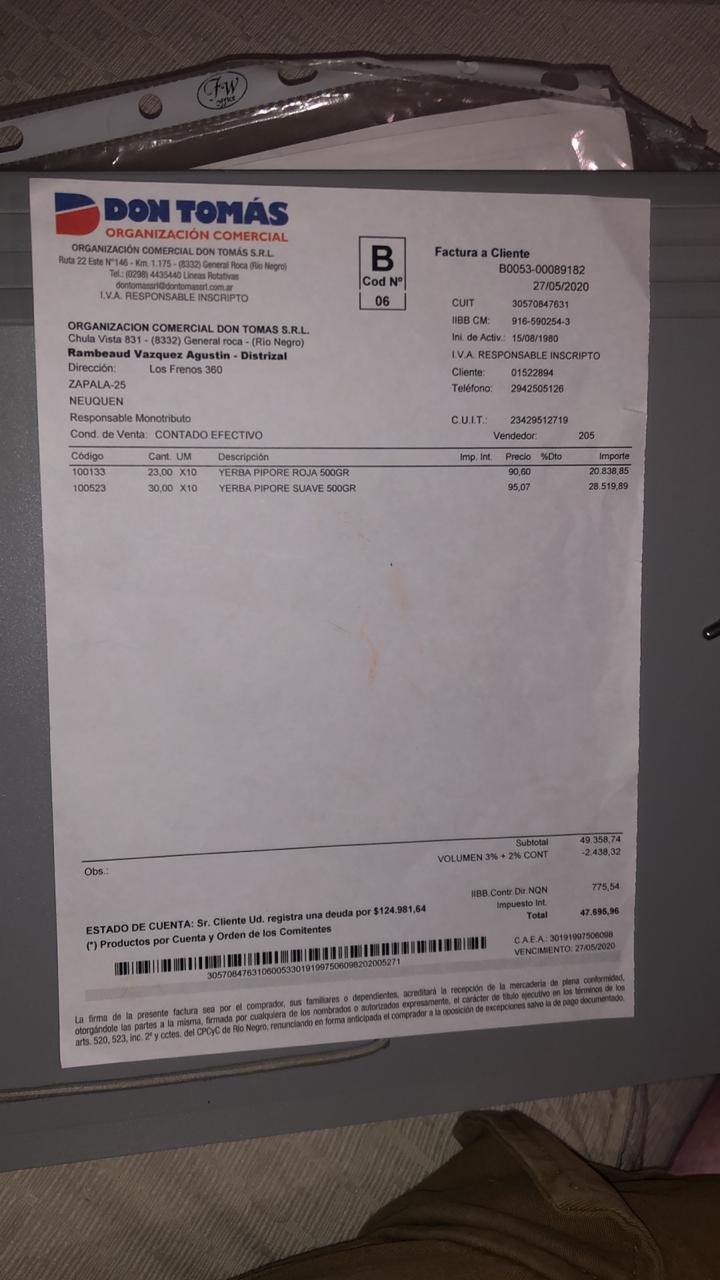 FW
office
DON TOMÁS
ORGANIZACIÓN COMERCIAL
ORGANIZACIÓN COMERCIAL DON TOMÁS S.R.L.
Ruta 22 Este Nº146 - Km. 1.175 - (8332) General Roca (Río Negro)
Tel.: (0298) 4435440 Líneas Rotativas
dontomassrl@dontomassrl.com.ar
I.V.A. RESPONSABLE INSCRIPTO
B
Cod Nº
06
Factura a Cliente
B0053-00089182
27/05/2020
CUIT 30570847631
IIBB CM: 916-590254-3
Ini. de Activ.: 15/08/1980
I.V.A. RESPONSABLE INSCRIPTO
Cliente: 01522894
Teléfono: 2942505126
C.U.I.T.: 23429512719
Vendedor: 205
ORGANIZACION COMERCIAL DON TOMAS S.R.L.
Chula Vista 831 - (8332) General roca - (Rio Negro)
Rambeaud Vazquez Agustin - Distrizal
Dirección: Los Frenos 360
ZAPALA-25
NEUQUEN
Responsable Monotributo
Cond. de Venta: CONTADO EFECTIVO
Código Cant. UM Descripción Imp. Int. Precio %Dto Importe
100133 23,00 X10 YERBA PIPORE ROJA 500GR 90,60 20.838,85
100523 30,00 X10 YERBA PIPORE SUAVE 500GR 95,07 28.519,89
Subtotal 49.358,74
VOLUMEN 3% + 2% CONT -2.438,32
Obs.:
IIBB.Contr.Dir.NQN 775,54
Impuesto Int.
Total 47.695,96
ESTADO DE CUENTA: Sr. Cliente Ud. registra una deuda por $124.981,64
(*) Productos por Cuenta y Orden de los Comitentes
C.A.E.A.: 30191997506098
VENCIMIENTO: 27/05/2020
3057084763106005330191997506098202005271
La firma de la presente factura sea por el comprador, sus familiares o dependientes, acreditará la recepción de la mercadería de plena conformidad,
otorgándole las partes a la misma, firmada por cualquiera de los nombrados o autorizados expresamente, el carácter de título ejecutivo en los términos de los
arts. 520, 523, inc. 2º y cctes. del CPCyC de Río Negro, renunciando en forma anticipada el comprador a la oposición de excepciones salvo la de pago documentado.